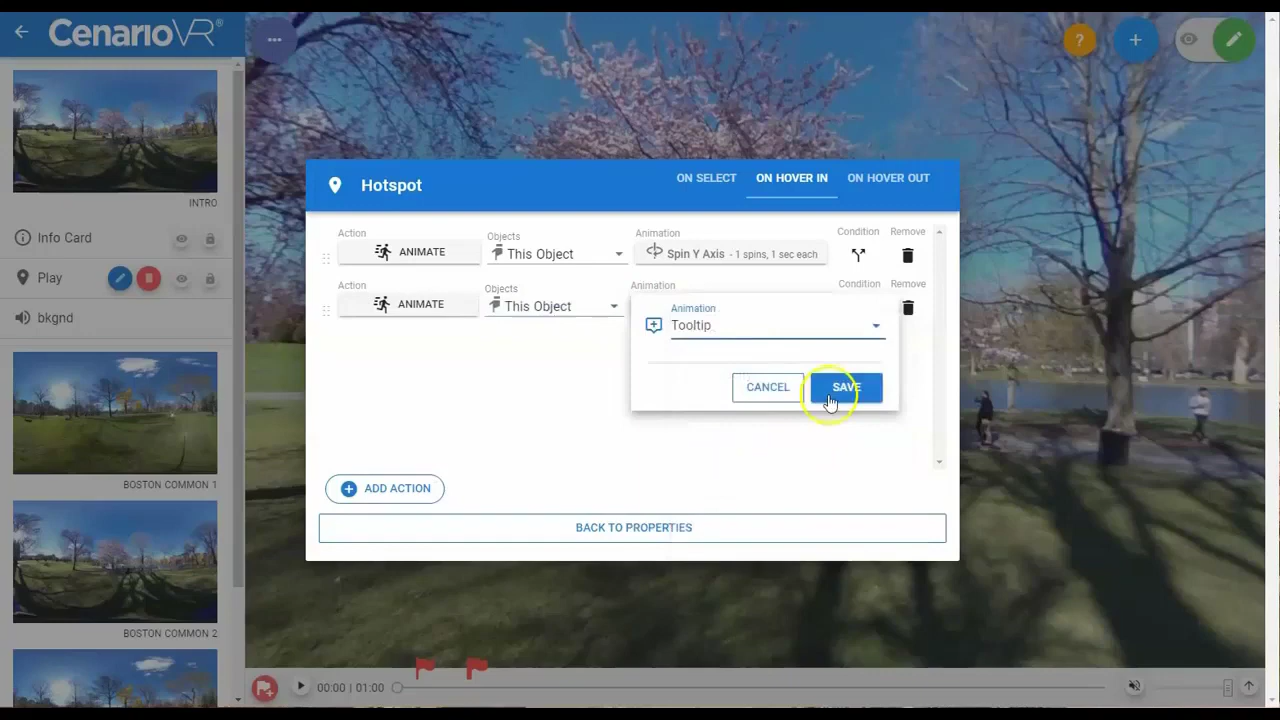 CenarioVR®
...
?
+
INTRO
Info Card
Play
bkgnd
BOSTON COMMON 1
BOSTON COMMON 2
Hotspot
ON SELECT
ON HOVER IN
ON HOVER OUT
Action
Objects
Animation
Condition
Remove
ANIMATE
This Object
Spin Y Axis - 1 spins, 1 sec each
Action
Objects
Animation
Condition
Remove
ANIMATE
This Object
Animation
Tooltip
CANCEL
SAVE
ADD ACTION
BACK TO PROPERTIES
00:00 | 01:00